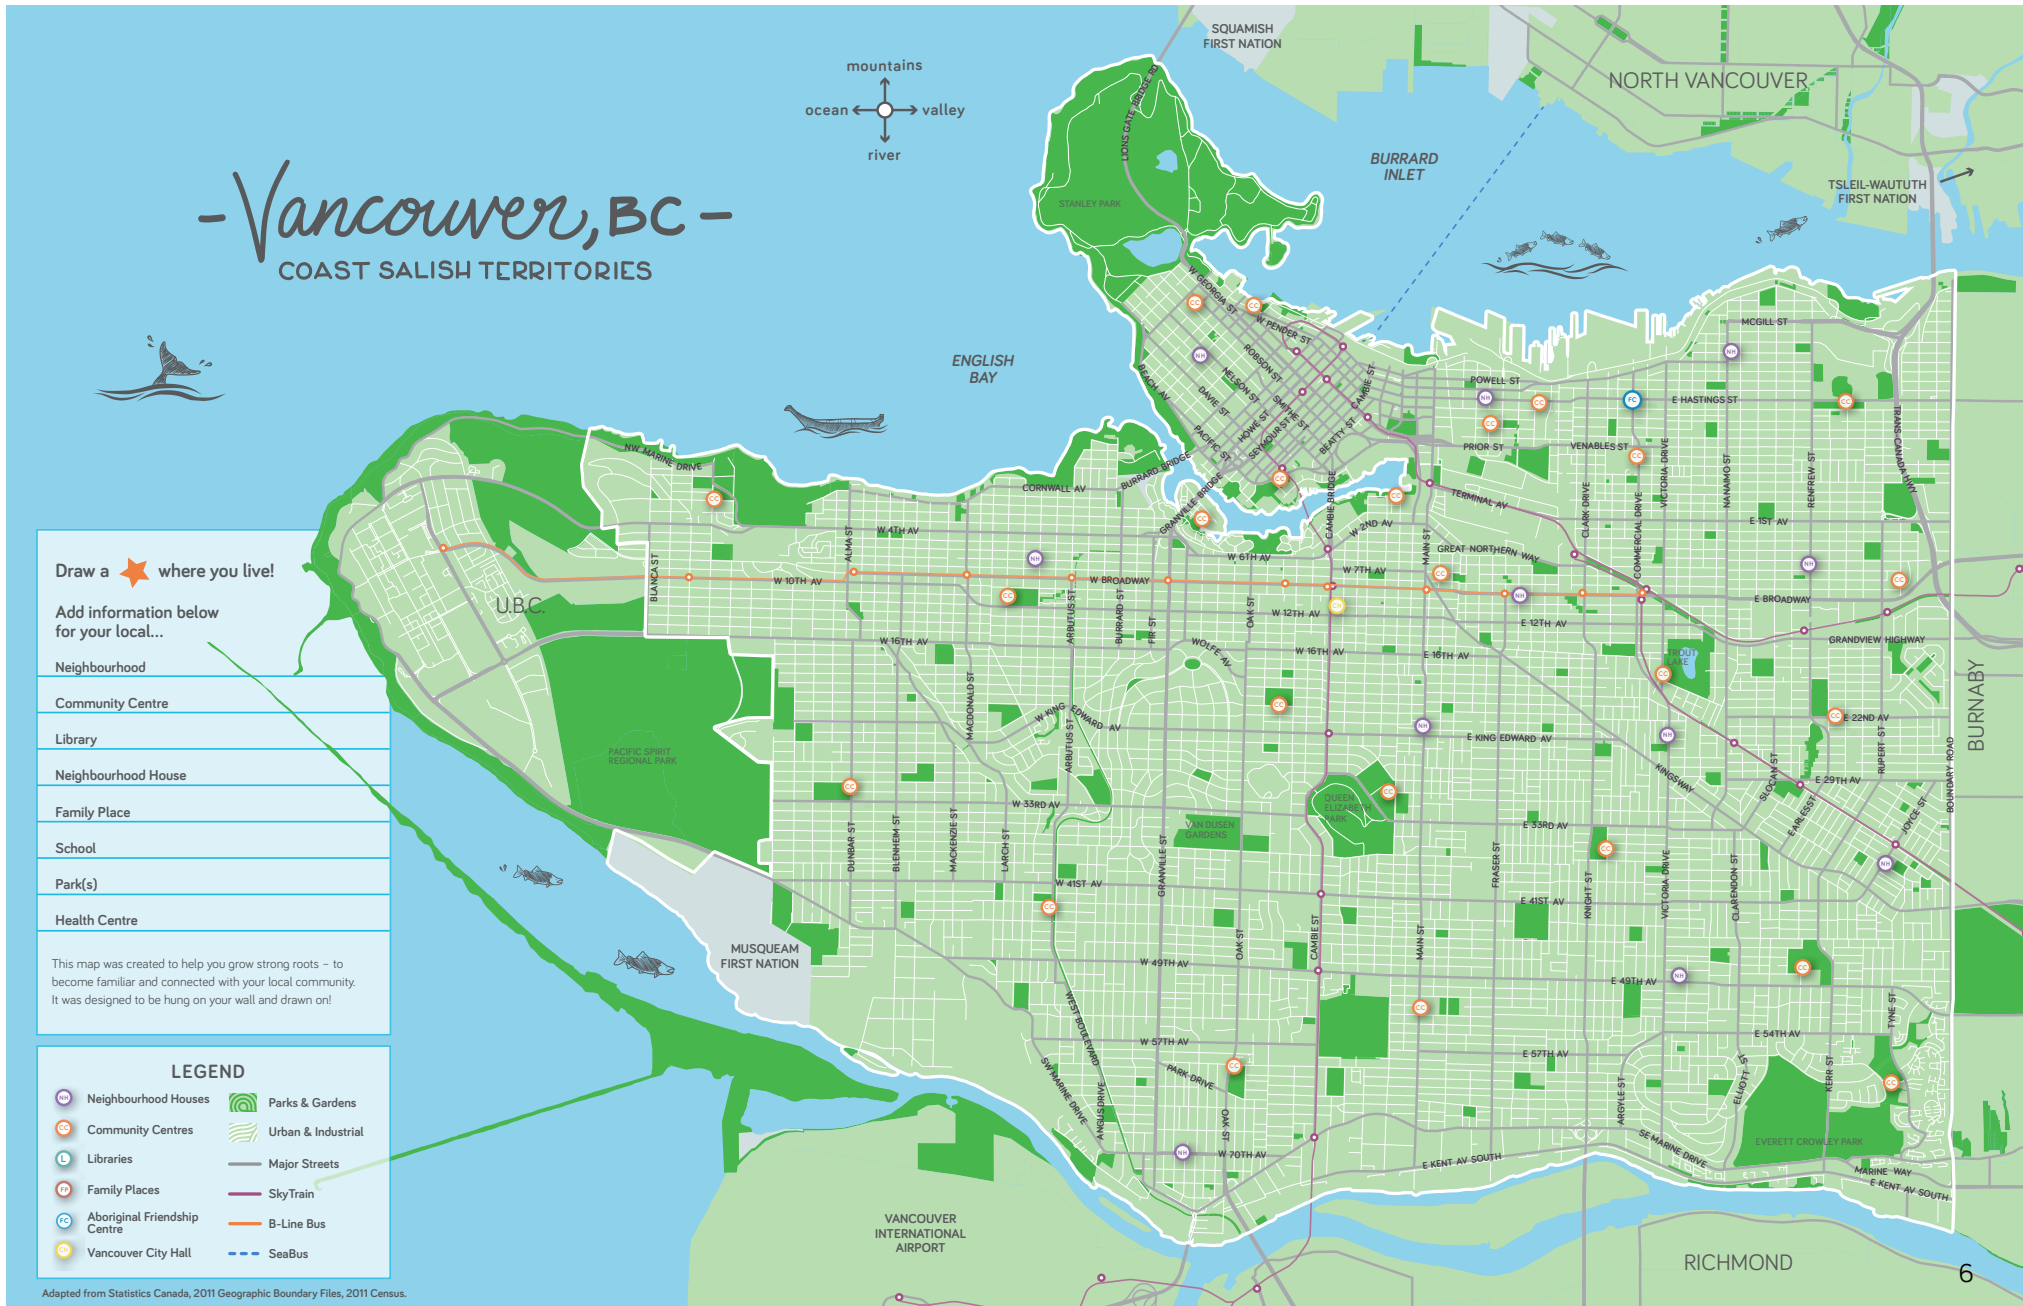 SQUAMISH
FIRST NATION
mountains
ocean
valley
river
NORTH VANCOUVER
BURRARD
INLET
TSLEIL-WAUTUTH
FIRST NATION
- Vancouver, BC -
COAST SALISH TERRITORIES
LIONS GATE BRIDGE RD
STANLEY PARK
ENGLISH
BAY
W GEORGIA ST
W PENDER ST
ROBSON ST
NELSON ST
SMITHE ST
DAVIE ST
HOWE ST
SEYMOUR ST
BEATTY ST
CAMBIE ST
BEACH AV
PACIFIC ST
BURRARD BRIDGE
GRANVILLE BRIDGE
CAMBIE BRIDGE
MCGILL ST
POWELL ST
E HASTINGS ST
PRIOR ST
VENABLES ST
TERMINAL AV
CLARK DRIVE
COMMERCIAL DRIVE
VICTORIA DRIVE
NANAIMO ST
RENFREW ST
TRANS CANADA HWY
E 1ST AV
NW MARINE DRIVE
CORNWALL AV
W 4TH AV
W 2ND AV
W 6TH AV
W 7TH AV
MAIN ST
GREAT NORTHERN WAY
ALMA ST
BLANCA ST
W 10TH AV
W BROADWAY
E BROADWAY
U.B.C.
ARBUTUS ST
BURRARD ST
FIR ST
OAK ST
W 12TH AV
E 12TH AV
W 16TH AV
WOLFE AV
W 16TH AV
E 16TH AV
GRANDVIEW HIGHWAY
TROUT
LAKE
BURNABY
MACDONALD ST
W KING EDWARD AV
ARBUTUS ST
E KING EDWARD AV
E 22ND AV
RUPERT ST
BOUNDARY ROAD
KINGSWAY
SLOCAN ST
E 29TH AV
EARLES ST
JOYCE ST
PACIFIC SPIRIT
REGIONAL PARK
W 33RD AV
QUEEN
ELIZABETH
PARK
VAN DUSEN
GARDENS
E 33RD AV
DUNBAR ST
BLENHEIM ST
MACKENZIE ST
LARCH ST
GRANVILLE ST
FRASER ST
KNIGHT ST
VICTORIA DRIVE
CLARENDON ST
W 41ST AV
E 41ST AV
OAK ST
CAMBIE ST
MAIN ST
MUSQUEAM
FIRST NATION
W 49TH AV
E 49TH AV
WEST BOULEVARD
TYNE ST
E 54TH AV
W 57TH AV
E 57TH AV
SW MARINE DRIVE
PARK DRIVE
ANGUS DRIVE
OAK ST
ARGYLE ST
ELLIOTT ST
KERR ST
EVERETT CROWLEY PARK
SE MARINE DRIVE
W 70TH AV
E KENT AV SOUTH
MARINE WAY
E KENT AV SOUTH
VANCOUVER
INTERNATIONAL
AIRPORT
RICHMOND
6
Draw a where you live!
Add information below
for your local...
Neighbourhood
Community Centre
Library
Neighbourhood House
Family Place
School
Park(s)
Health Centre
This map was created to help you grow strong roots – to
become familiar and connected with your local community.
It was designed to be hung on your wall and drawn on!
LEGEND
NH Neighbourhood Houses
CC Community Centres
L Libraries
FP Family Places
FC Aboriginal Friendship
Centre
CH Vancouver City Hall
Parks & Gardens
Urban & Industrial
Major Streets
SkyTrain
B-Line Bus
SeaBus
Adapted from Statistics Canada, 2011 Geographic Boundary Files, 2011 Census.